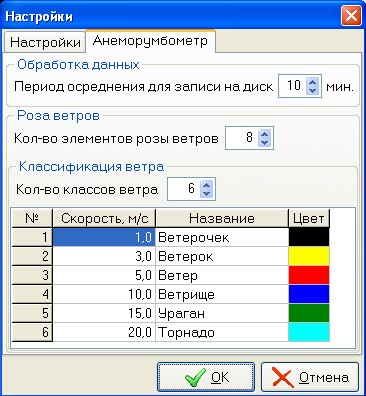 Настройки
Настройки Анеморумбометр
Обработка данных
Период осреднения для записи на диск 10 мин.
Роза ветров
Кол-во элементов розы ветров 8
Классификация ветра
Кол-во классов ветра 6
№ Скорость, м/с Название Цвет
1 1,0 Ветерочек
2 3,0 Ветерок
3 5,0 Ветер
4 10,0 Ветрище
5 15,0 Ураган
6 20,0 Торнадо
OK Отмена